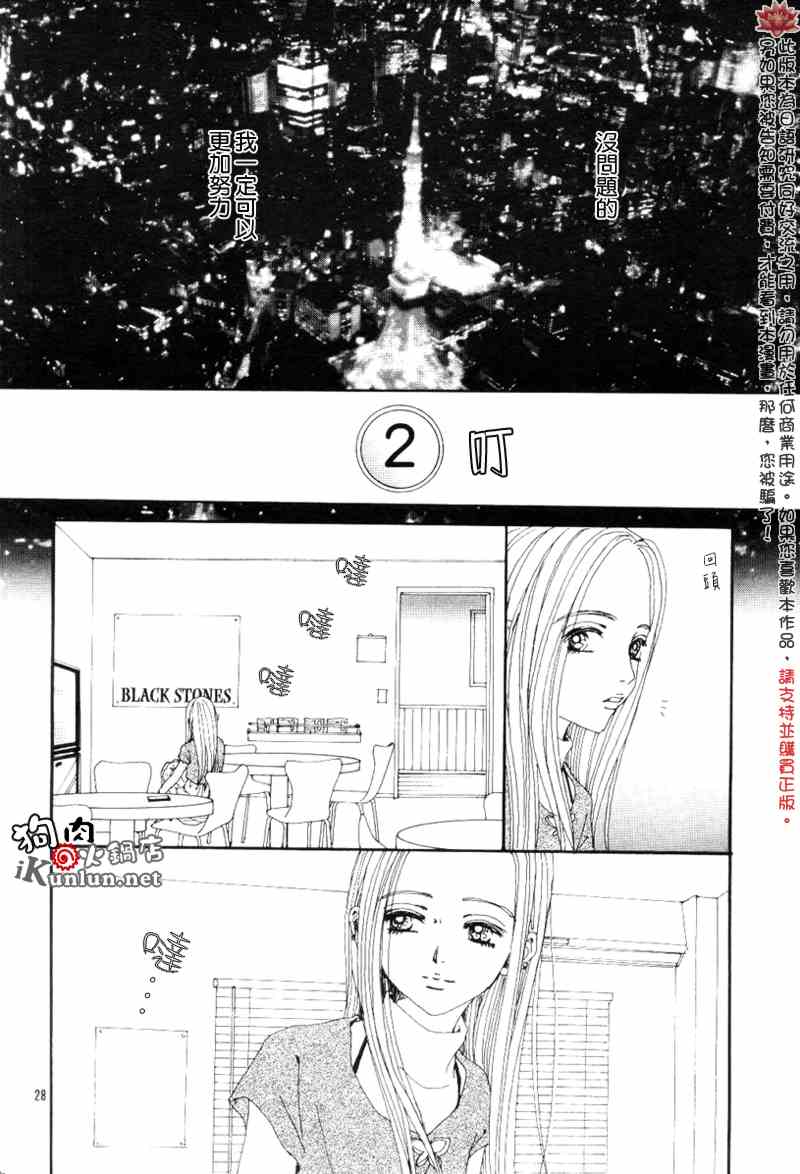 沒問題的
我一定可以
更加努力
2
叮
回頭
BLACK STONES
28
狗肉
火鍋店
iKunlun.net
此版本為日語研究同好交流之用，請勿用於任何商業用途。如果您喜歡本作品，請支持並購買正版。
另如果您被告知需要付費，才能看到本漫畫，那麼，您被騙了！